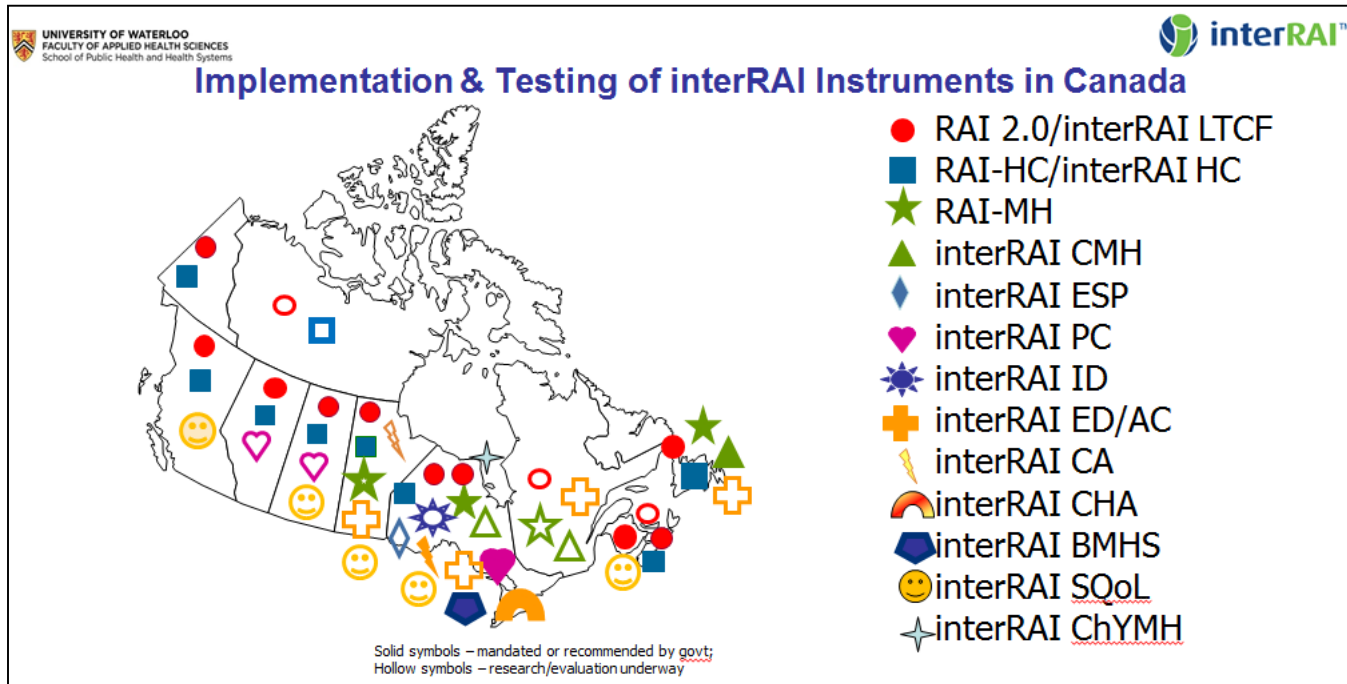 UNIVERSITY OF WATERLOO
FACULTY OF APPLIED HEALTH SCIENCES
School of Public Health and Health Systems
interRAI™
Implementation & Testing of interRAI Instruments in Canada
RAI 2.0/interRAI LTCF
RAI-HC/interRAI HC
RAI-MH
interRAI CMH
interRAI ESP
interRAI PC
interRAI ID
interRAI ED/AC
interRAI CA
interRAI CHA
interRAI BMHS
interRAI SQoL
interRAI ChYMH
Solid symbols – mandated or recommended by govt;
Hollow symbols – research/evaluation underway